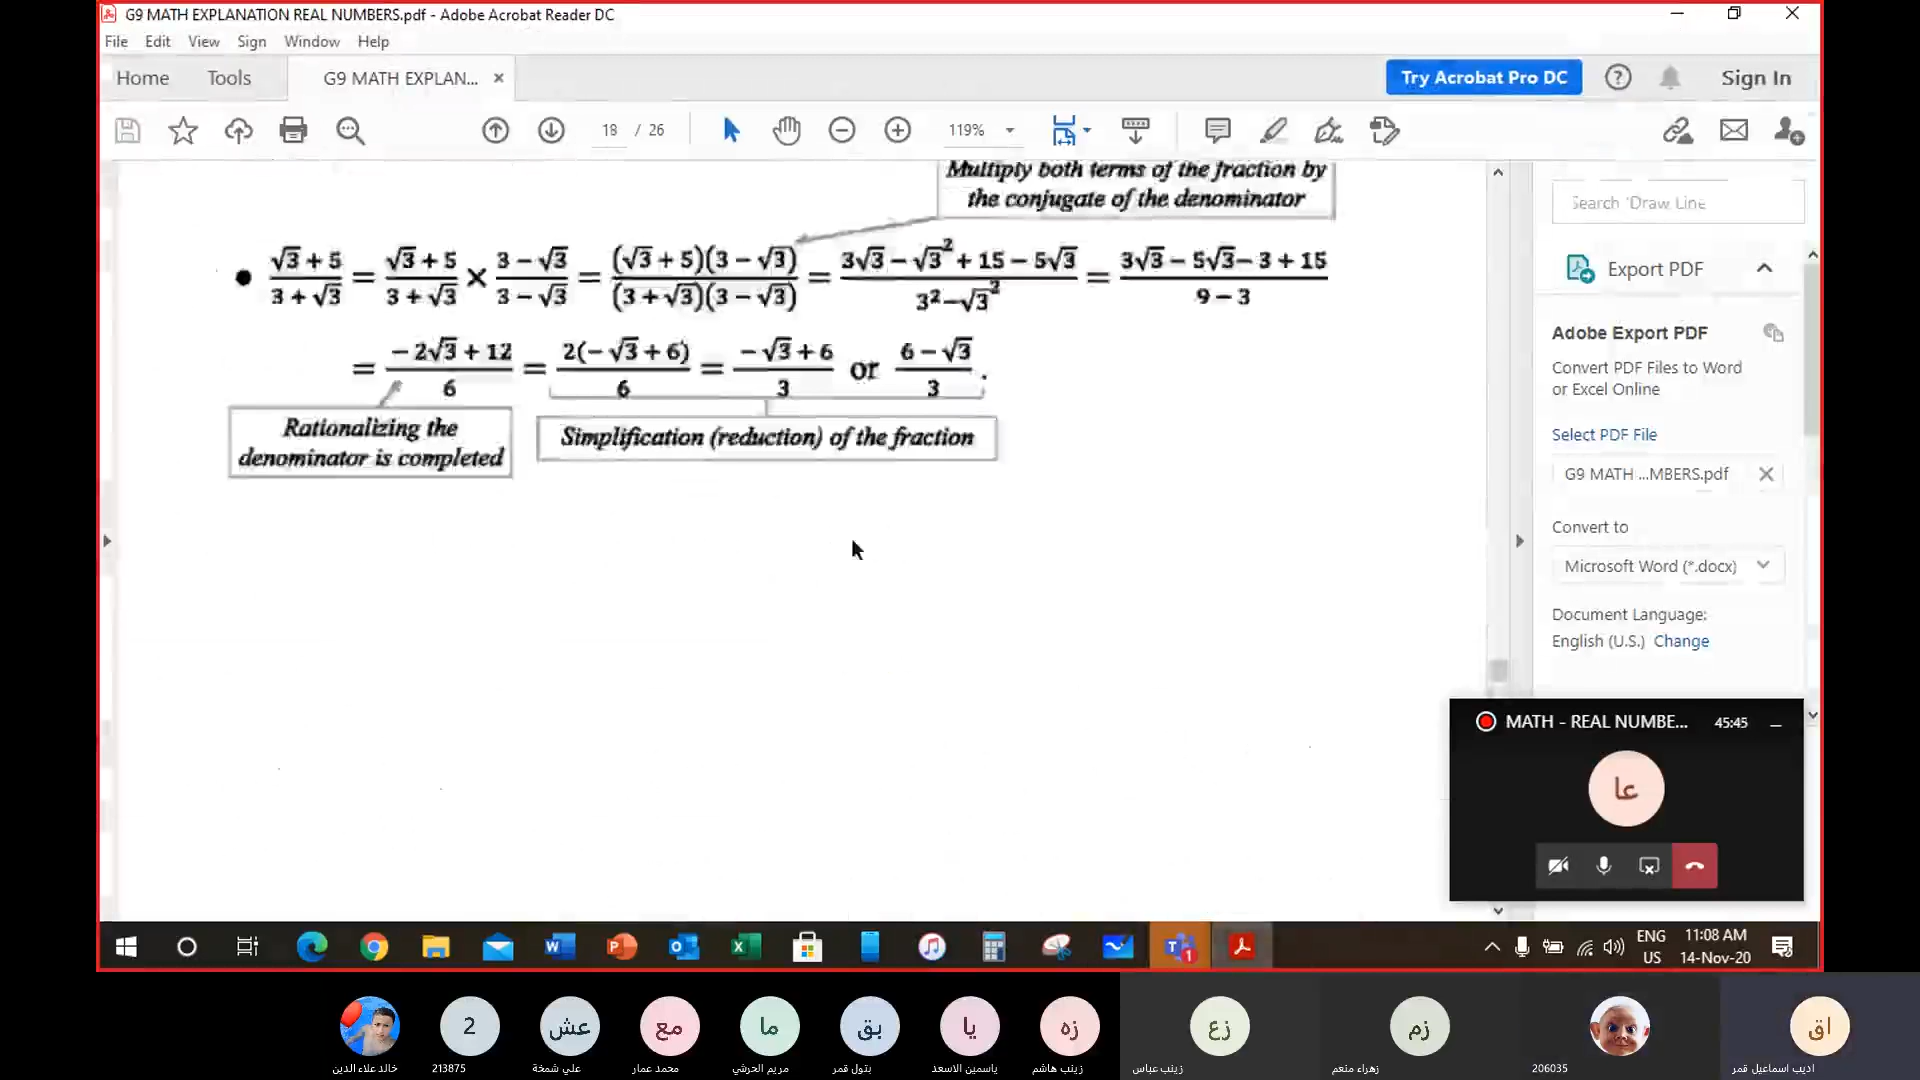 G9 MATH EXPLANATION REAL NUMBERS.pdf - Adobe Acrobat Reader DC
File Edit View Sign Window Help
Home Tools G9 MATH EXPLAN... × Try Acrobat Pro DC Sign In
18 / 26 119%
Multiply both terms of the fraction by
the conjugate of the denominator
• (√3 + 5)/(3 + √3) = (√3 + 5)/(3 + √3) × (3 − √3)/(3 − √3) = ((√3 + 5)(3 − √3))/((3 + √3)(3 − √3)) = (3√3 − √3² + 15 − 5√3)/(3² − √3²) = (3√3 − 5√3 − 3 + 15)/(9 − 3)
= (−2√3 + 12)/6 = 2(−√3 + 6)/6 = (−√3 + 6)/3 or (6 − √3)/3.
Rationalizing the
denominator is completed
Simplification (reduction) of the fraction
Search 'Draw Line
Export PDF
Adobe Export PDF
Convert PDF Files to Word
or Excel Online
Select PDF File
G9 MATH ...MBERS.pdf
Convert to
Microsoft Word (*.docx)
Document Language:
English (U.S.) Change
MATH - REAL NUMBE... 45:45
عا
ENG
US
11:08 AM
14-Nov-20
2 عش مع ما بق يا زه زع زم اق
خالد علاء الدين
213875
علي شمخة
محمد عمار
مريم الحرشي
بتول قمر
ياسمين الاسعد
زينب هاشم
زينب عباس
زهراء منعم
206035
اديب اسماعيل قمر